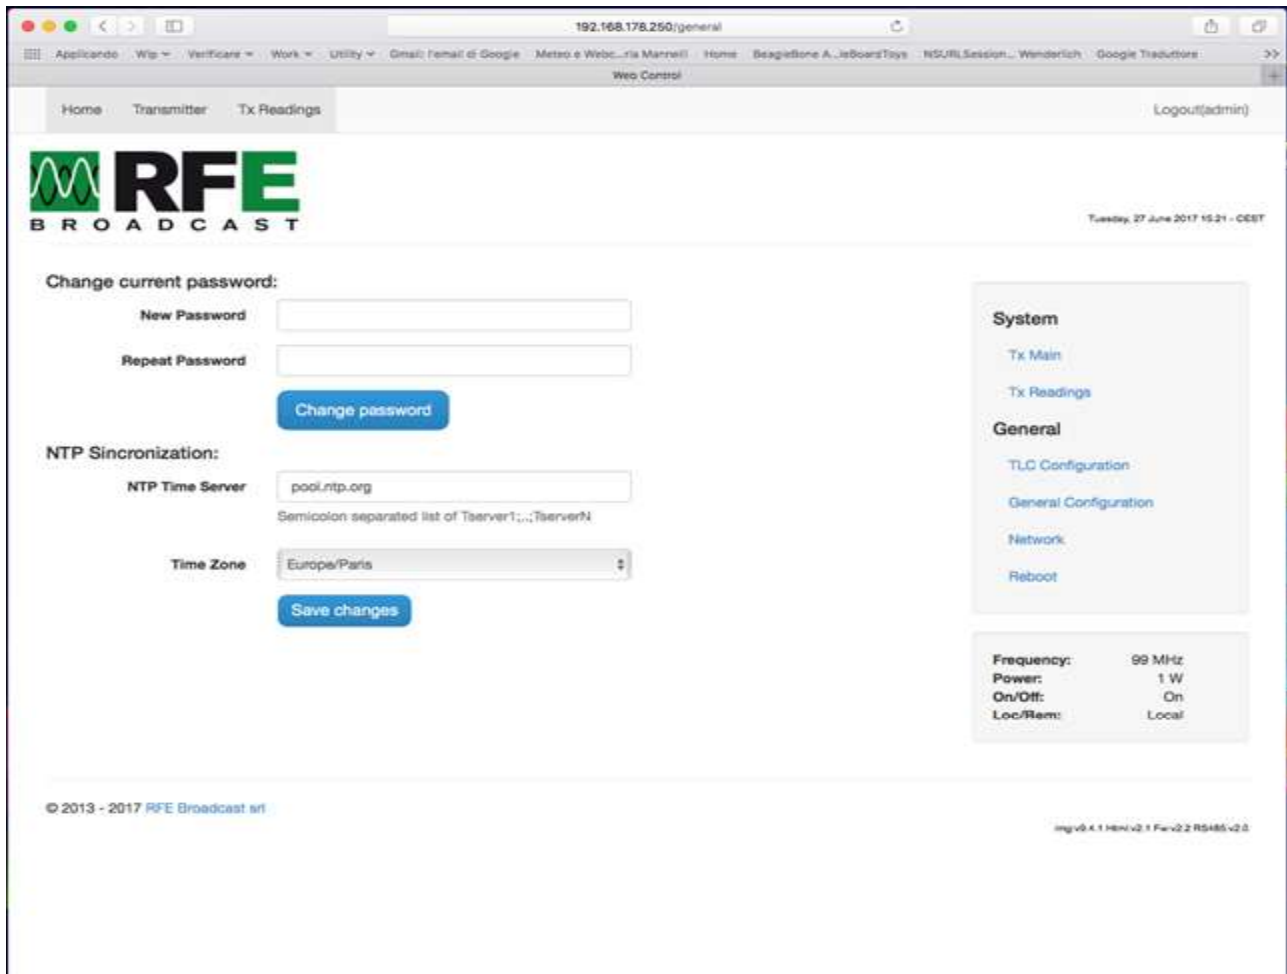 192.168.178.250/general
Applicando Wip Verificare Work Utility Gmail: l'email di Google Meteo e Webc...ria Home BeagleBone A...leBoardToys NSURLSession... Wenderlich Google Traduttore >>
Web Control
Home Transmitter Tx Readings Logout(admin)
RFE
BROADCAST
Tuesday, 27 June 2017 15:21 - CEST
Change current password:
New Password
Repeat Password
Change password
NTP Sincronization:
NTP Time Server pool.ntp.org
Semicolon separated list of Tserver1;..;TserverN
Time Zone Europe/Paris
Save changes
System
Tx Main
Tx Readings
General
TLC Configuration
General Configuration
Network
Reboot
Frequency: 99 MHz
Power: 1 W
On/Off: On
Loc/Rem: Local
© 2013 - 2017 RFE Broadcast srl
Html:v2.1 Fw:v2.2 RS485:v2.0